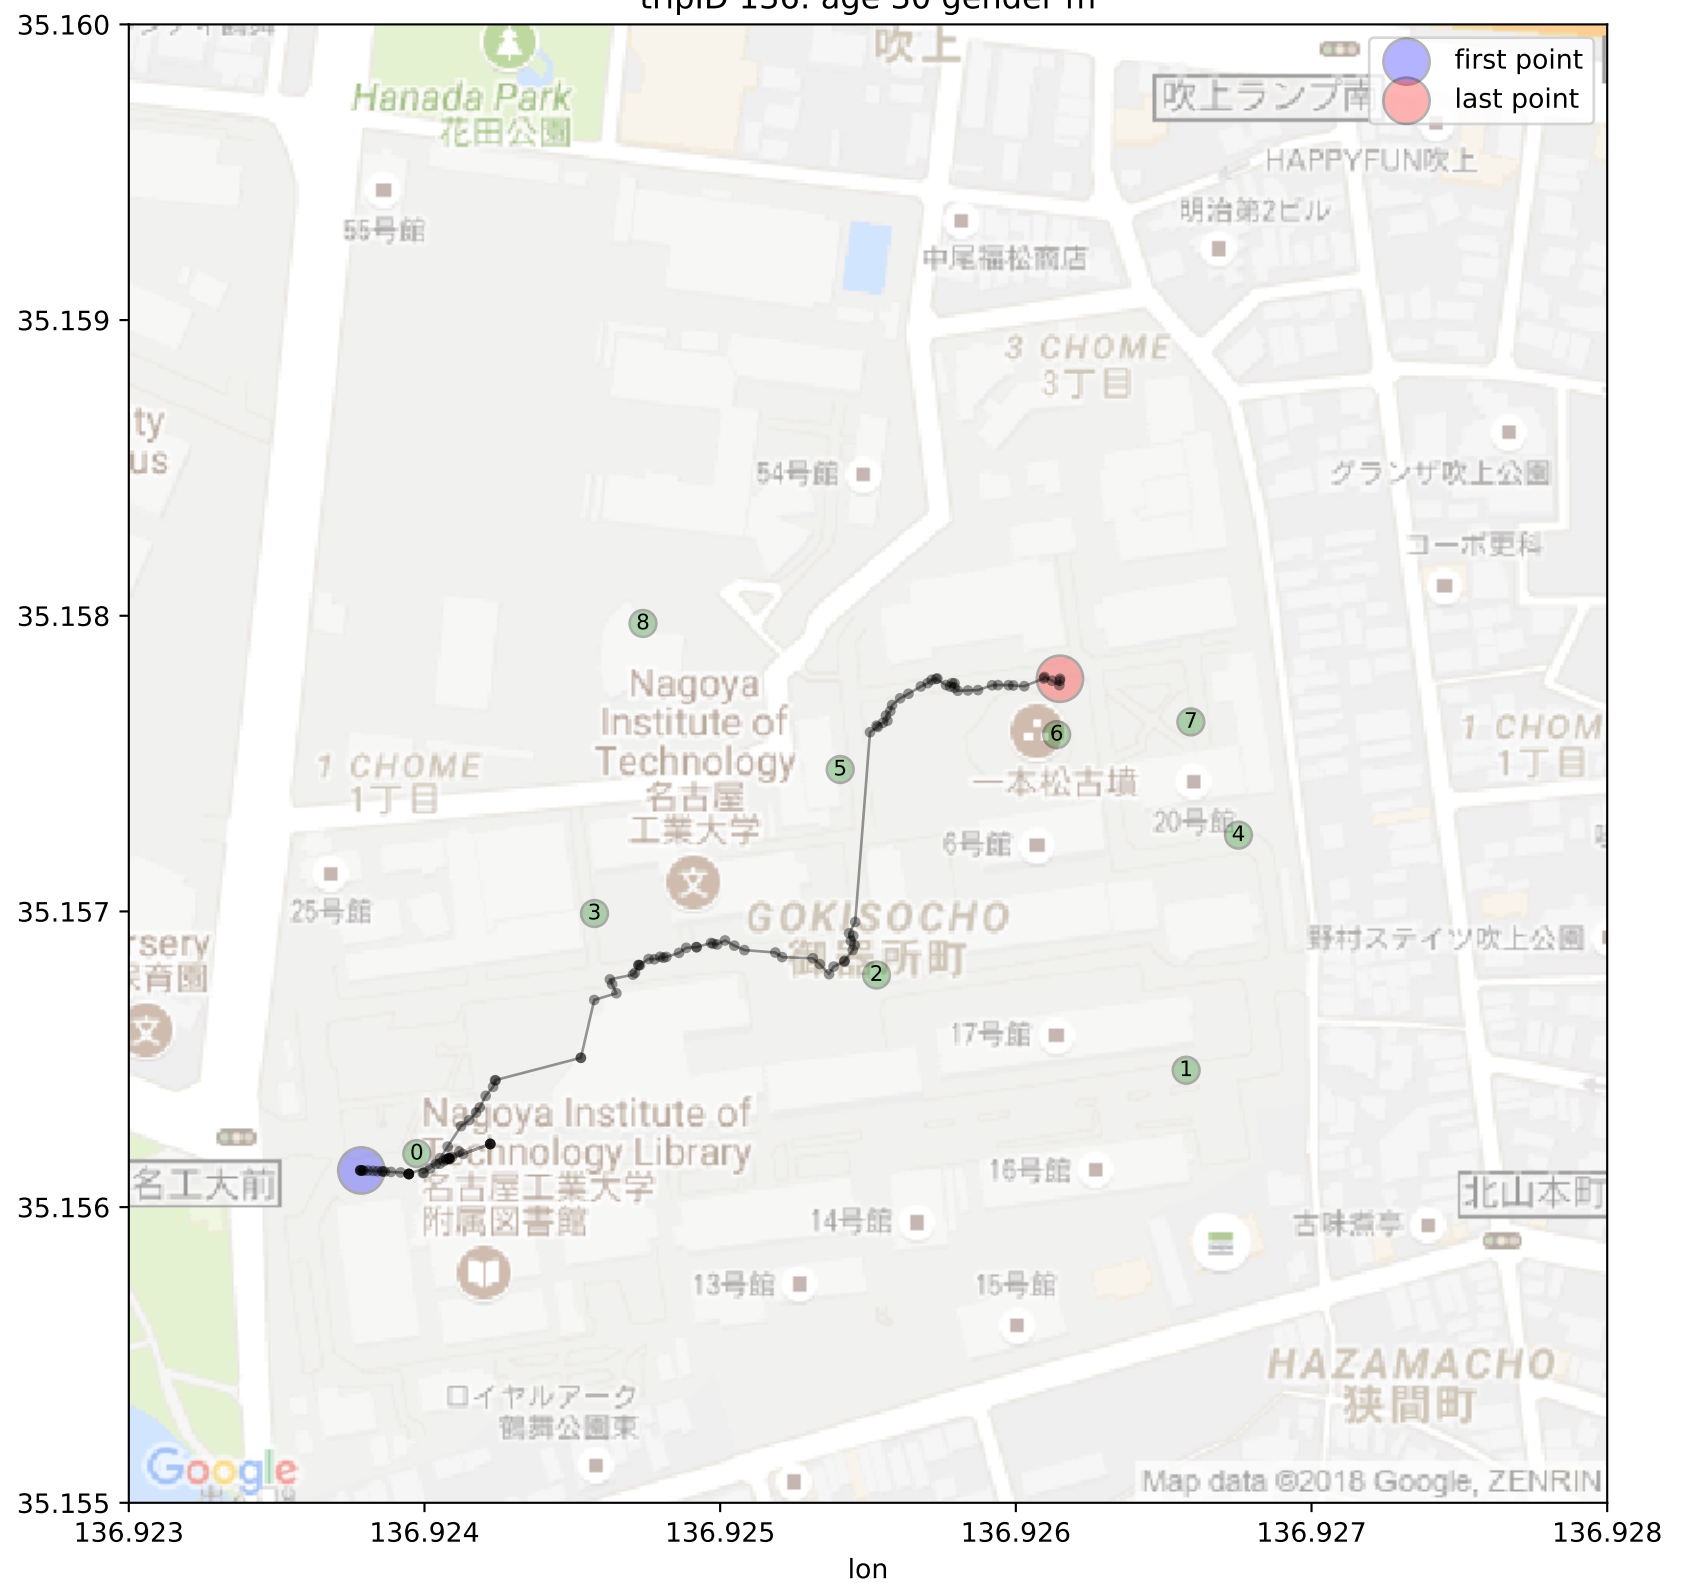 35.160
吹上
first point
last point
Hanada Park
花田公園
吹上ランプ南
HAPPYFUN吹上
明治第2ビル
55号館
中尾福松商店
35.159
3 CHOME
3丁目
ty
us
54号館
グランザ吹上公園
コーポ更科
35.158
8
Nagoya
Institute of
Technology
名古屋
工業大学
7
6
5
1 CHOME
1丁目
一本松古墳
1 CHOM
1丁目
20号館
4
6号館
35.157
25号館
3
GOKISOCHO
御器所町
2
野村ステイツ吹上公園
rsery
保育園
17号館
1
Nagoya Institute of
Technology Library
名古屋工業大学
附属図書館
0
名工大前
16号館
北山本町
35.156
14号館
古味煮亭
13号館
15号館
HAZAMACHO
狭間町
ロイヤルアーク
鶴舞公園東
Google
Map data ©2018 Google, ZENRIN
35.155
136.923
136.924
136.925
136.926
136.927
136.928
lon